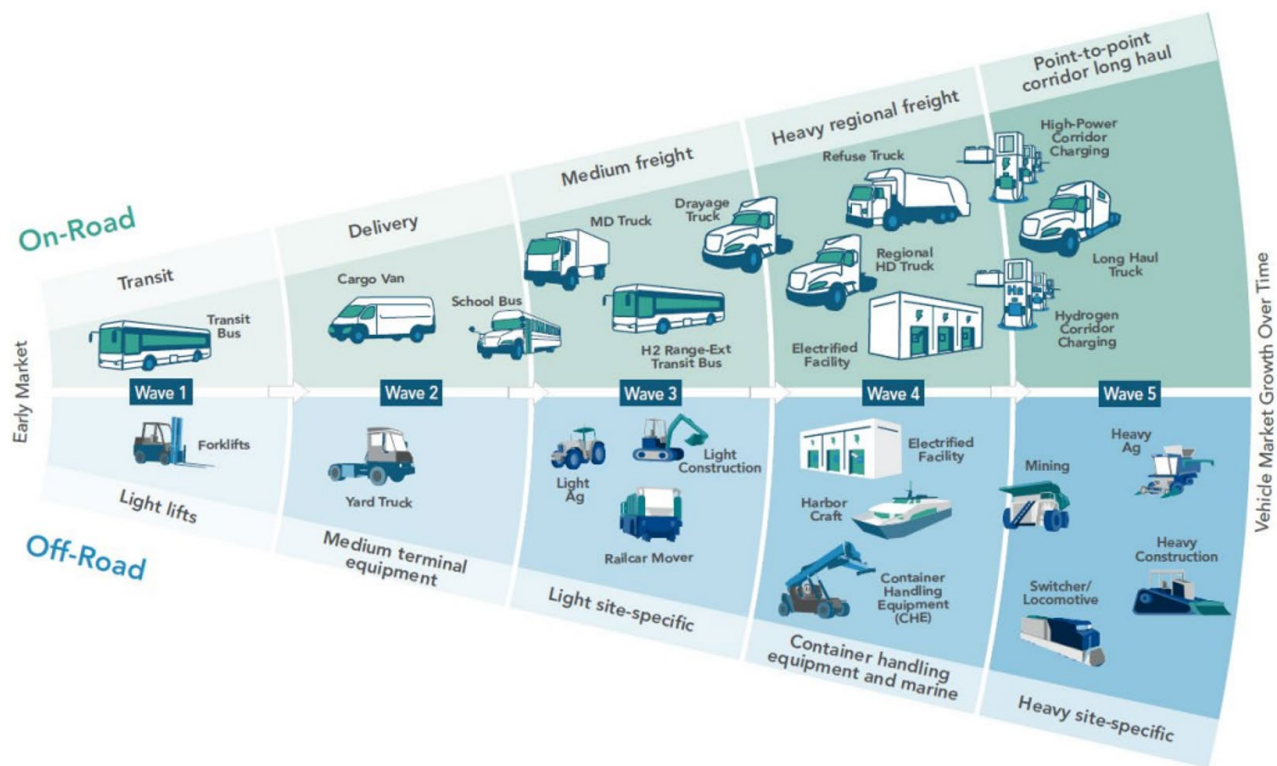 On-Road
Transit
Delivery
Medium freight
Heavy regional freight
Point-to-point
corridor long haul
Early Market
Transit
Bus
Cargo Van
School Bus
MD Truck
H2 Range-Ext
Transit Bus
Drayage
Truck
Refuse Truck
Regional
HD Truck
Electrified
Facility
High-Power
Corridor
Charging
Long Haul
Truck
H2
Hydrogen
Corridor
Charging
Wave 1
Wave 2
Wave 3
Wave 4
Wave 5
Forklifts
Yard Truck
Light
Ag
Light
Construction
Railcar Mover
Electrified
Facility
Harbor
Craft
Container
Handling
Equipment
(CHE)
Mining
Heavy
Ag
Heavy
Construction
Switcher/
Locomotive
Off-Road
Light lifts
Medium terminal
equipment
Light site-specific
Container handling
equipment and marine
Heavy site-specific
Vehicle Market Growth Over Time